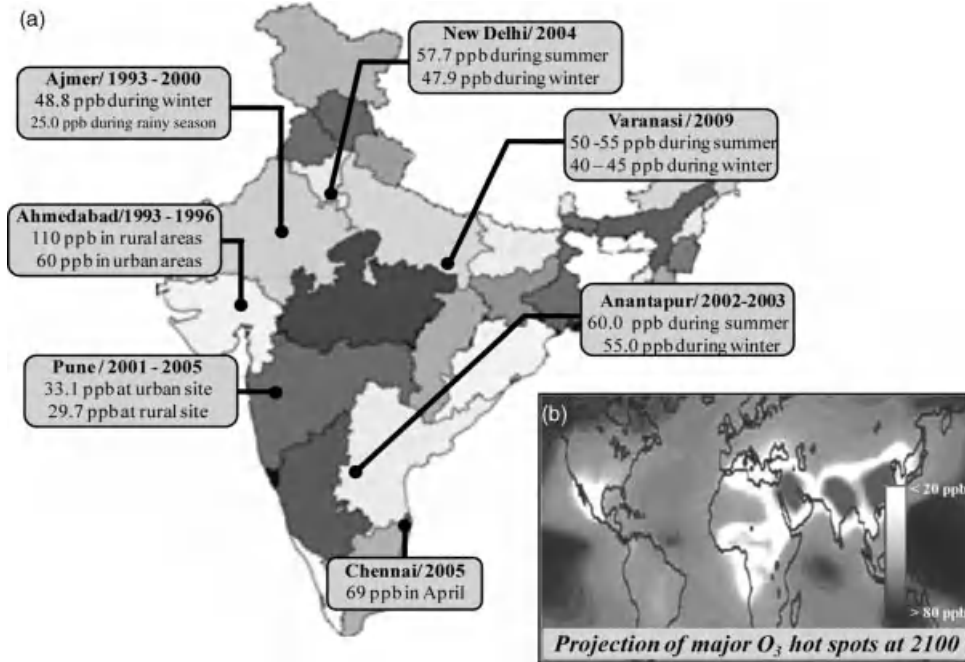 (a)
New Delhi/ 2004
57.7 ppb during summer
47.9 ppb during winter
Ajmer/ 1993 - 2000
48.8 ppb during winter
25.0 ppb during rainy season
Varanasi / 2009
50 -55 ppb during summer
40 – 45 ppb during winter
Ahmedabad/1993 - 1996
110 ppb in rural areas
60 ppb in urban areas
Anantapur/ 2002-2003
60.0 ppb during summer
55.0 ppb during winter
Pune / 2001 - 2005
33.1 ppb at urban site
29.7 ppb at rural site
Chennai/ 2005
69 ppb in April
(b)
< 20 ppb
> 80 ppb
Projection of major O3 hot spots at 2100